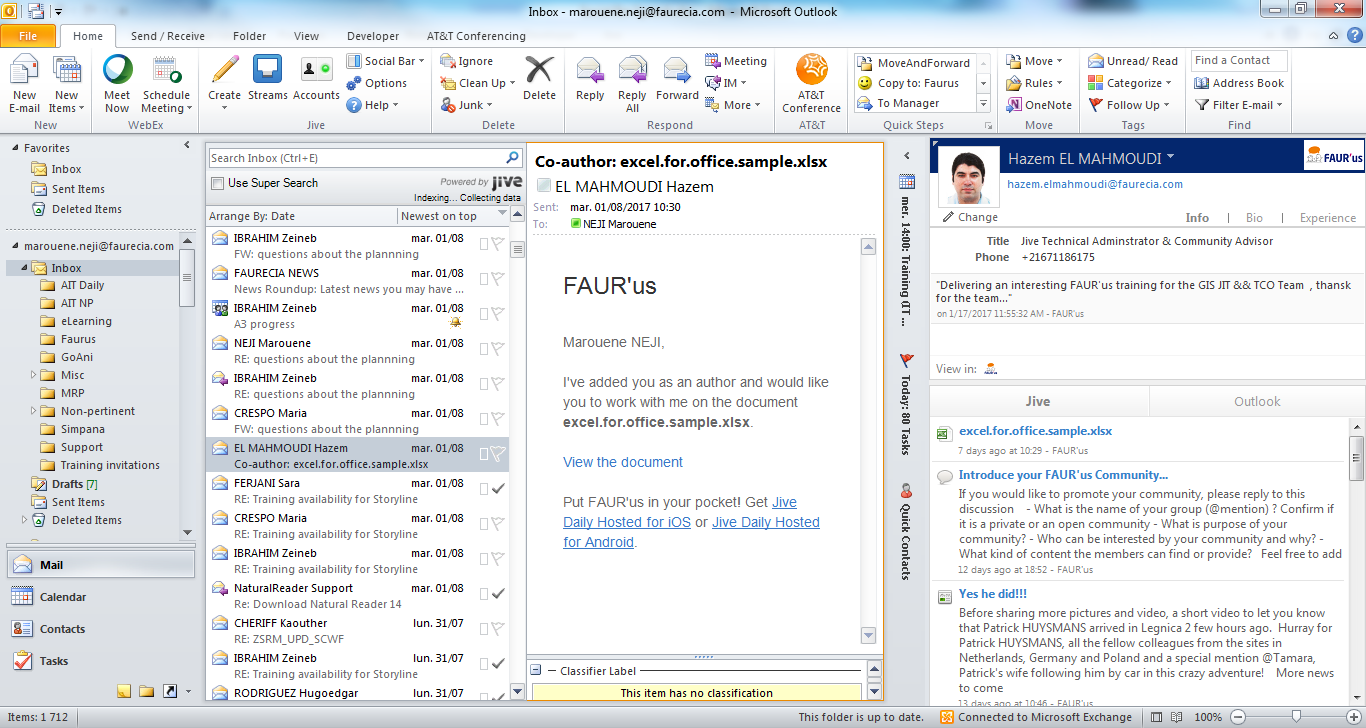 Inbox - marouene.neji@faurecia.com - Microsoft Outlook
File Home Send / Receive Folder View Developer AT&T Conferencing
New E-mail
New Items
New
Meet Now
Schedule Meeting
WebEx
Create
Streams
Accounts
Social Bar
Options
Help
Jive
Ignore
Clean Up
Junk
Delete
Delete
Reply
Reply All
Forward
Meeting
IM
More
Respond
AT&T Conference
AT&T
MoveAndForward
Copy to: Faurus
To Manager
Quick Steps
Move
Rules
OneNote
Move
Unread/ Read
Categorize
Follow Up
Tags
Find a Contact
Address Book
Filter E-mail
Find
Favorites
Inbox
Sent Items
Deleted Items
marouene.neji@faurecia.com
Inbox
AIT Daily
AIT NP
eLearning
Faurus
GoAni
Misc
MRP
Non-pertinent
Simpana
Support
Training invitations
Drafts [7]
Sent Items
Deleted Items
Mail
Calendar
Contacts
Tasks
Search Inbox (Ctrl+E)
Use Super Search
Powered by jive
Indexing... Collecting data
Arrange By: Date Newest on top
IBRAHIM Zeineb mar. 01/08
FW: questions about the plannning
FAURECIA NEWS mar. 01/08
News Roundup: Latest news you may have ...
IBRAHIM Zeineb mar. 01/08
A3 progress
NEJI Marouene mar. 01/08
RE: questions about the plannning
IBRAHIM Zeineb mar. 01/08
RE: questions about the plannning
CRESPO Maria mar. 01/08
FW: questions about the plannning
EL MAHMOUDI Hazem mar. 01/08
Co-author: excel.for.office.sample.xlsx
FERJANI Sara mar. 01/08
RE: Training availability for Storyline
CRESPO Maria mar. 01/08
RE: Training availability for Storyline
IBRAHIM Zeineb mar. 01/08
RE: Training availability for Storyline
NaturalReader Support mar. 01/08
Re: Download Natural Reader 14
CHERIFF Kaouther lun. 31/07
RE: ZSRM_UPD_SCWF
IBRAHIM Zeineb lun. 31/07
RE: Training availability for Storyline
RODRIGUEZ Hugoedgar lun. 31/07
Co-author: excel.for.office.sample.xlsx
EL MAHMOUDI Hazem
Sent: mar. 01/08/2017 10:30
To: NEJI Marouene
FAUR'us
Marouene NEJI,
I've added you as an author and would like
you to work with me on the document
excel.for.office.sample.xlsx.
View the document
Put FAUR'us in your pocket! Get Jive
Daily Hosted for iOS or Jive Daily Hosted
for Android.
Classifier Label
This item has no classification
mer. 14:00: Training (IT ...
Today: 80 Tasks
Quick Contacts
Hazem EL MAHMOUDI
FAUR'us
hazem.elmahmoudi@faurecia.com
Change
Info | Bio | Experience
Title Jive Technical Adminstrator & Community Advisor
Phone +21671186175
"Delivering an interesting FAUR'us training for the GIS JIT && TCO Team , thansk
for the team..."
on 1/17/2017 11:55:32 AM - FAUR'us
View in:
Jive Outlook
excel.for.office.sample.xlsx
7 days ago at 10:29 - FAUR'us
Introduce your FAUR'us Community...
If you would like to promote your community, please reply to this
discussion - What is the name of your group (@mention) ? Confirm if
it is a private or an open community - What is purpose of your
community? - Who can be interested by your community and why? -
What kind of content the members can find or provide? Feel free to add
12 days ago at 18:52 - FAUR'us
Yes he did!!!
Before sharing more pictures and video, a short video to let you know
that Patrick HUYSMANS arrived in Legnica 2 few hours ago. Hurray for
Patrick HUYSMANS, all the fellow colleagues from the sites in
Netherlands, Germany and Poland and a special mention @Tamara,
Patrick's wife following him by car in this crazy adventure! More news
to come
13 days ago at 10:46 - FAUR'us
Items: 1 712
This folder is up to date.
Connected to Microsoft Exchange
100%